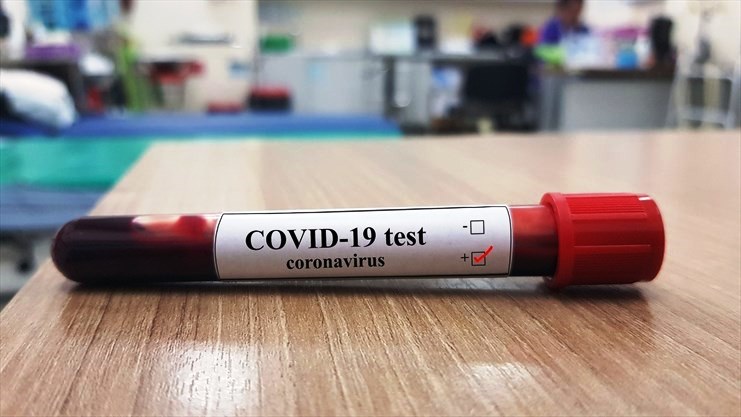 COVID-19 test
coronavirus
-☐
+☑